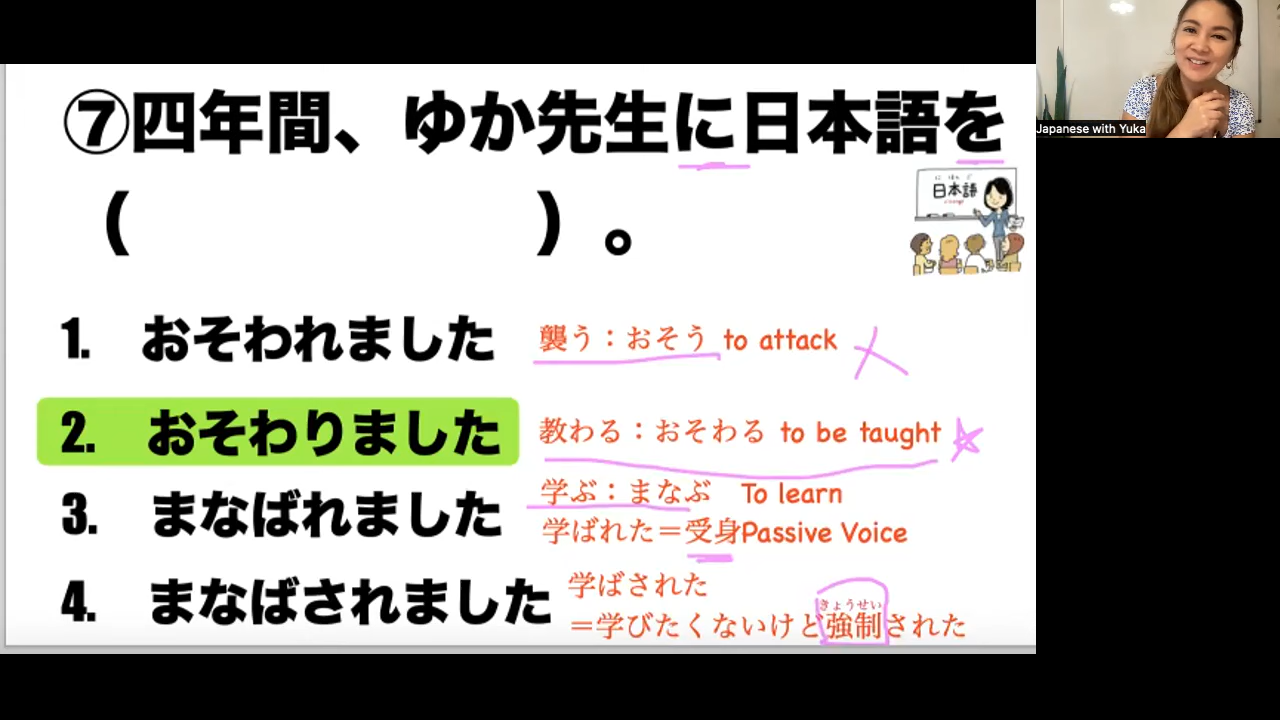 ⑦四年間、ゆか先生に日本語を
(　　　)。
1. おそわれました
襲う：おそう to attack
2. おそわりました
教わる：おそわる to be taught
3. まなばれました
学ぶ：まなぶ To learn
学ばれた＝受身Passive Voice
4. まなばされました
学ばされた
きょうせい
＝学びたくないけど強制された
に ほん ご
日本語
Japanese with Yuka